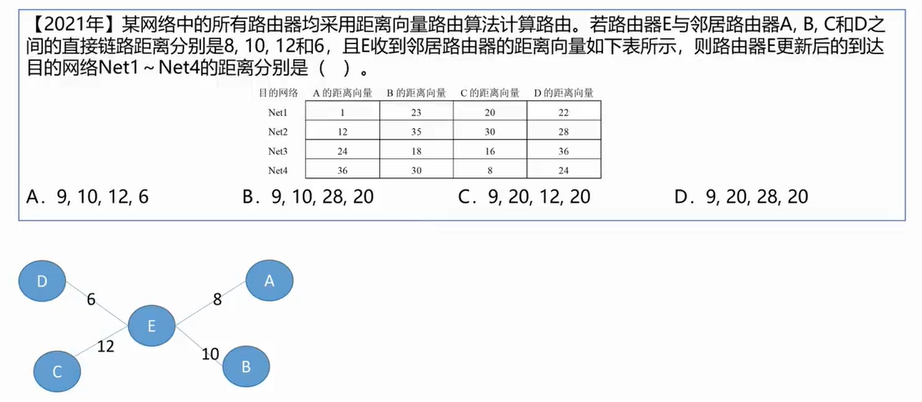 【2021年】某网络中的所有路由器均采用距离向量路由算法计算路由。若路由器E与邻居路由器A, B, C和D之
间的直接链路距离分别是8, 10, 12和6，且E收到邻居路由器的距离向量如下表所示，则路由器E更新后的到达
目的网络Net1～Net4的距离分别是（ ）。
目的网络 A 的距离向量 B 的距离向量 C 的距离向量 D 的距离向量
Net1 1 23 20 22
Net2 12 35 30 28
Net3 24 18 16 36
Net4 36 30 8 24
A．9, 10, 12, 6 B．9, 10, 28, 20 C．9, 20, 12, 20 D．9, 20, 28, 20
D A
6 8
E
12 10
C B